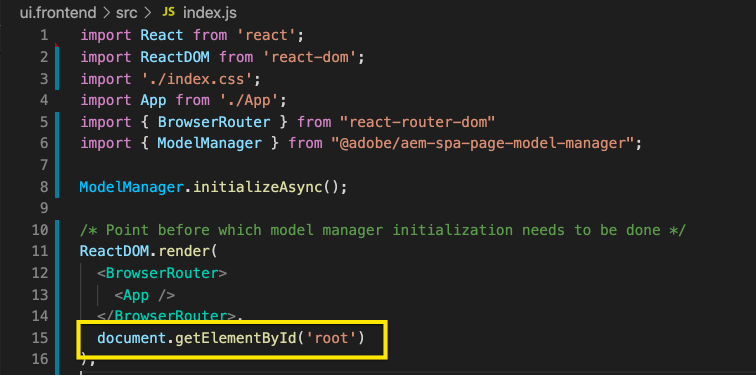 ui.frontend > src > JS index.js
1 import React from 'react';
2 import ReactDOM from 'react-dom';
3 import './index.css';
4 import App from './App';
5 import { BrowserRouter } from "react-router-dom"
6 import { ModelManager } from "@adobe/aem-spa-page-model-manager";
7
8 ModelManager.initializeAsync();
9
10 /* Point before which model manager initialization needs to be done */
11 ReactDOM.render(
12 <BrowserRouter>
13 <App />
14 </BrowserRouter>,
15 document.getElementById('root')
16 );